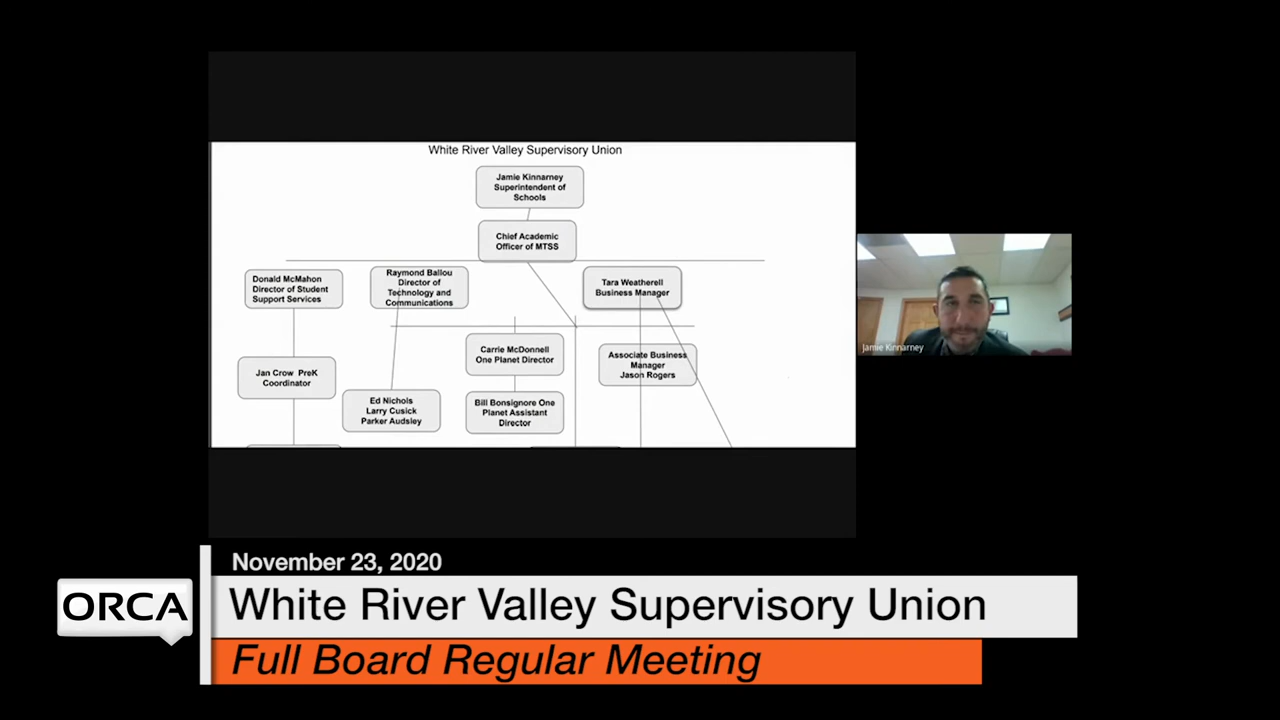 White River Valley Supervisory Union
Jamie Kinnarney
Superintendent of
Schools
Chief Academic
Officer of MTSS
Donald McMahon
Director of Student
Support Services
Raymond Ballou
Director of
Technology and
Communications
Tara Weatherell
Business Manager
Carrie McDonnell
One Planet Director
Associate Business
Manager
Jason Rogers
Jan Crow PreK
Coordinator
Ed Nichols
Larry Cusick
Parker Audsley
Bill Bonsignore One
Planet Assistant
Director
Jamie Kinnarney
November 23, 2020
ORCA
White River Valley Supervisory Union
Full Board Regular Meeting